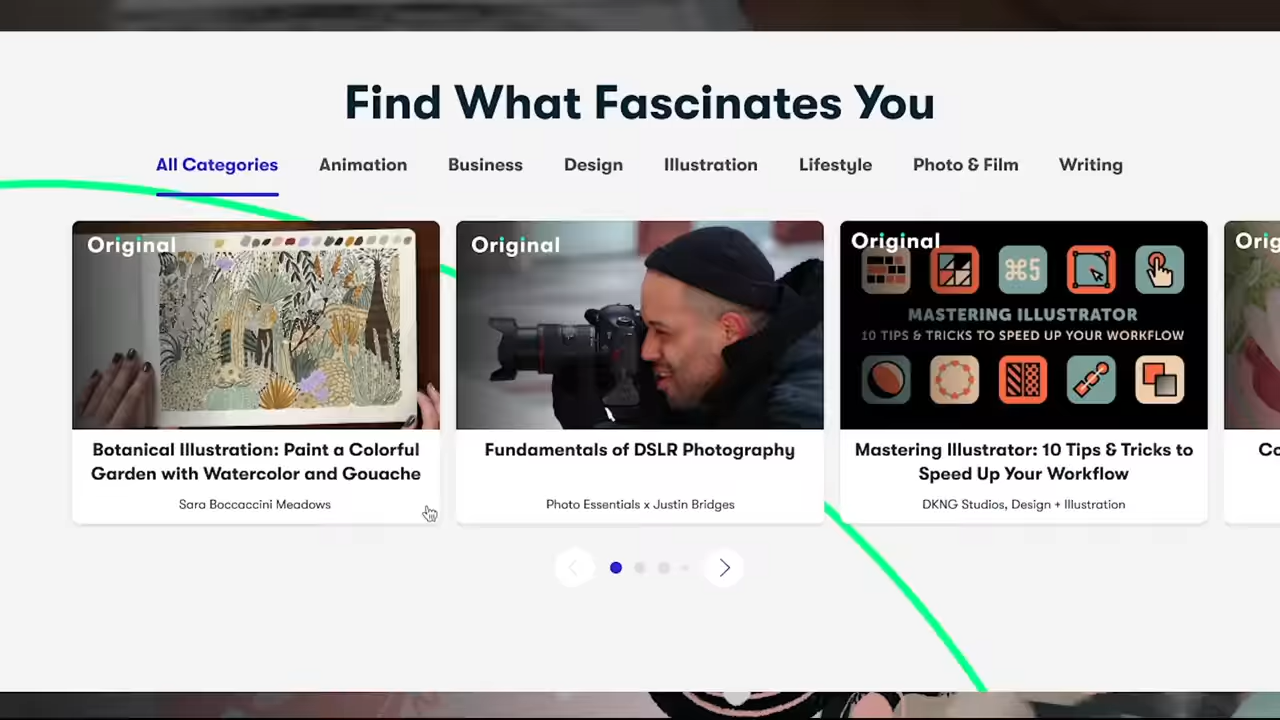 Find What Fascinates You
All Categories Animation Business Design Illustration Lifestyle Photo & Film Writing
Original
Original
Original
⌘5
MASTERING ILLUSTRATOR
10 TIPS & TRICKS TO SPEED UP YOUR WORKFLOW
Botanical Illustration: Paint a Colorful
Garden with Watercolor and Gouache
Sara Boccaccini Meadows
Fundamentals of DSLR Photography
Photo Essentials x Justin Bridges
Mastering Illustrator: 10 Tips & Tricks to
Speed Up Your Workflow
DKNG Studios, Design + Illustration